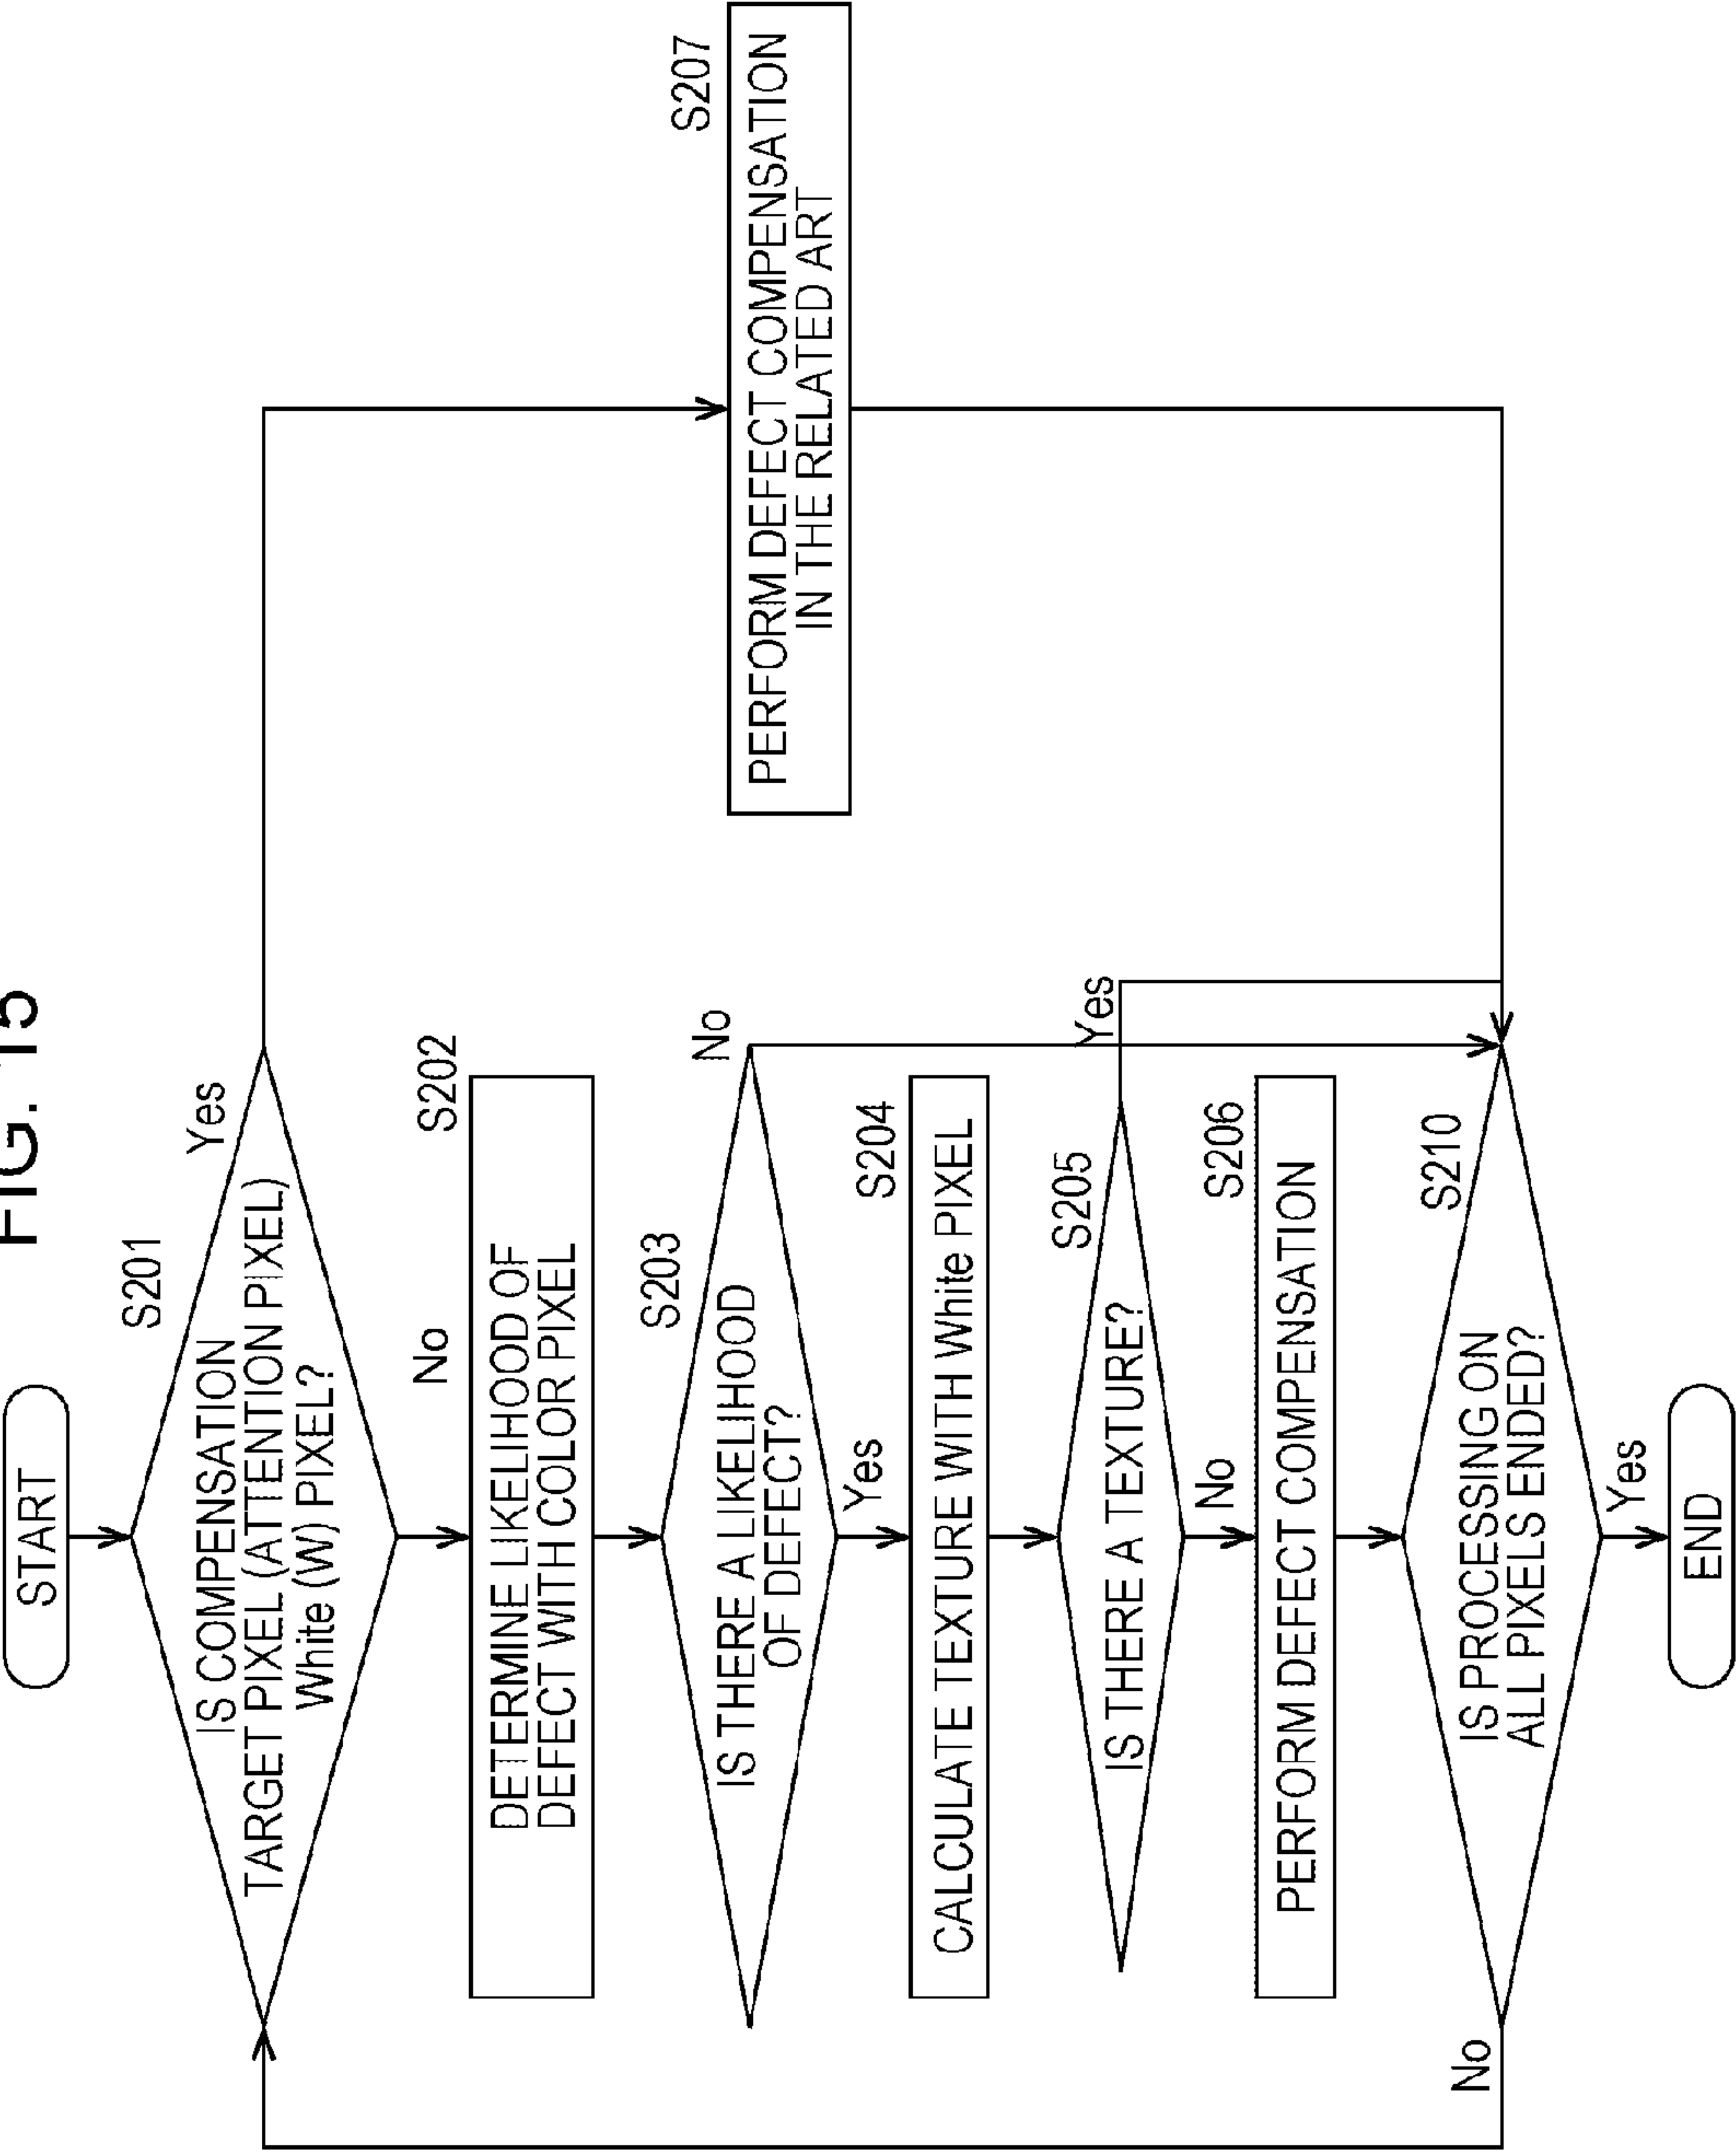 FIG. 15
START
S201
IS COMPENSATION
TARGET PIXEL (ATTENTION PIXEL)
White (W) PIXEL?
Yes
No
S202
DETERMINE LIKELIHOOD OF
DEFECT WITH COLOR PIXEL
S203
IS THERE A LIKELIHOOD
OF DEFECT?
No
Yes
S207
PERFORM DEFECT COMPENSATION
IN THE RELATED ART
S204
CALCULATE TEXTURE WITH White PIXEL
S205
IS THERE A TEXTURE?
Yes
No
S206
PERFORM DEFECT COMPENSATION
S210
IS PROCESSING ON
ALL PIXELS ENDED?
No
Yes
END